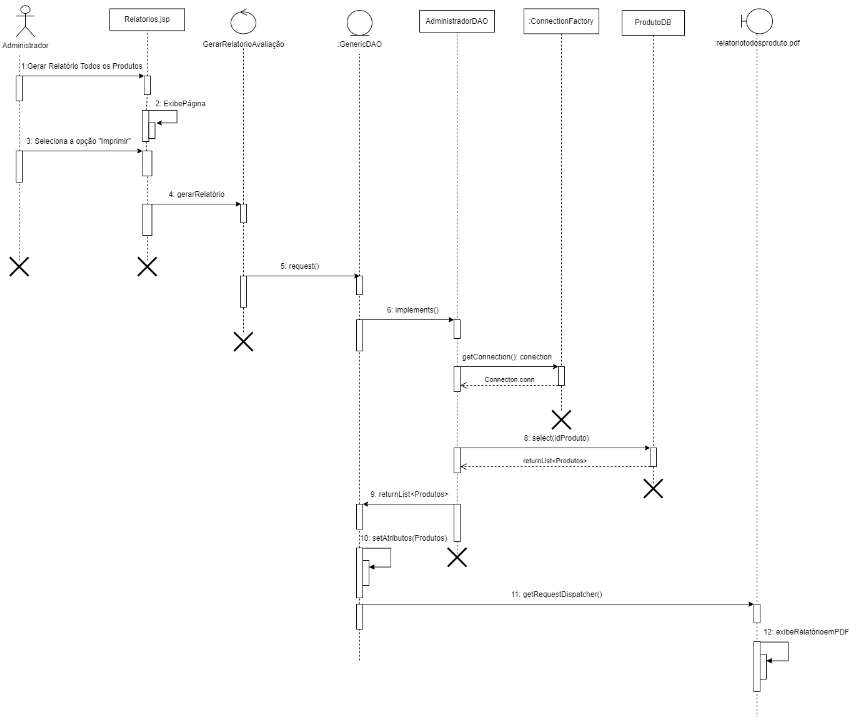 Relatorios.jsp
AdministradorDAO
:ConnectionFactory
ProdutoDB
Administrador
GerarRelatorioAvaliação
:GenericDAO
:relatoriotodosproduto.pdf
1:Gerar Relatório Todos os Produtos
2: ExibePágina
3: Seleciona a opção "Imprimir"
4: gerarRelatório
5: request()
6: implements()
getConnection(): conection
Connecton conn
8: select(idProduto)
returnList<Produtos>
9: returnList<Produtos>
10: setAtributos(Produtos)
11: getRequestDispatcher()
12: exibeRelatórioemPDF